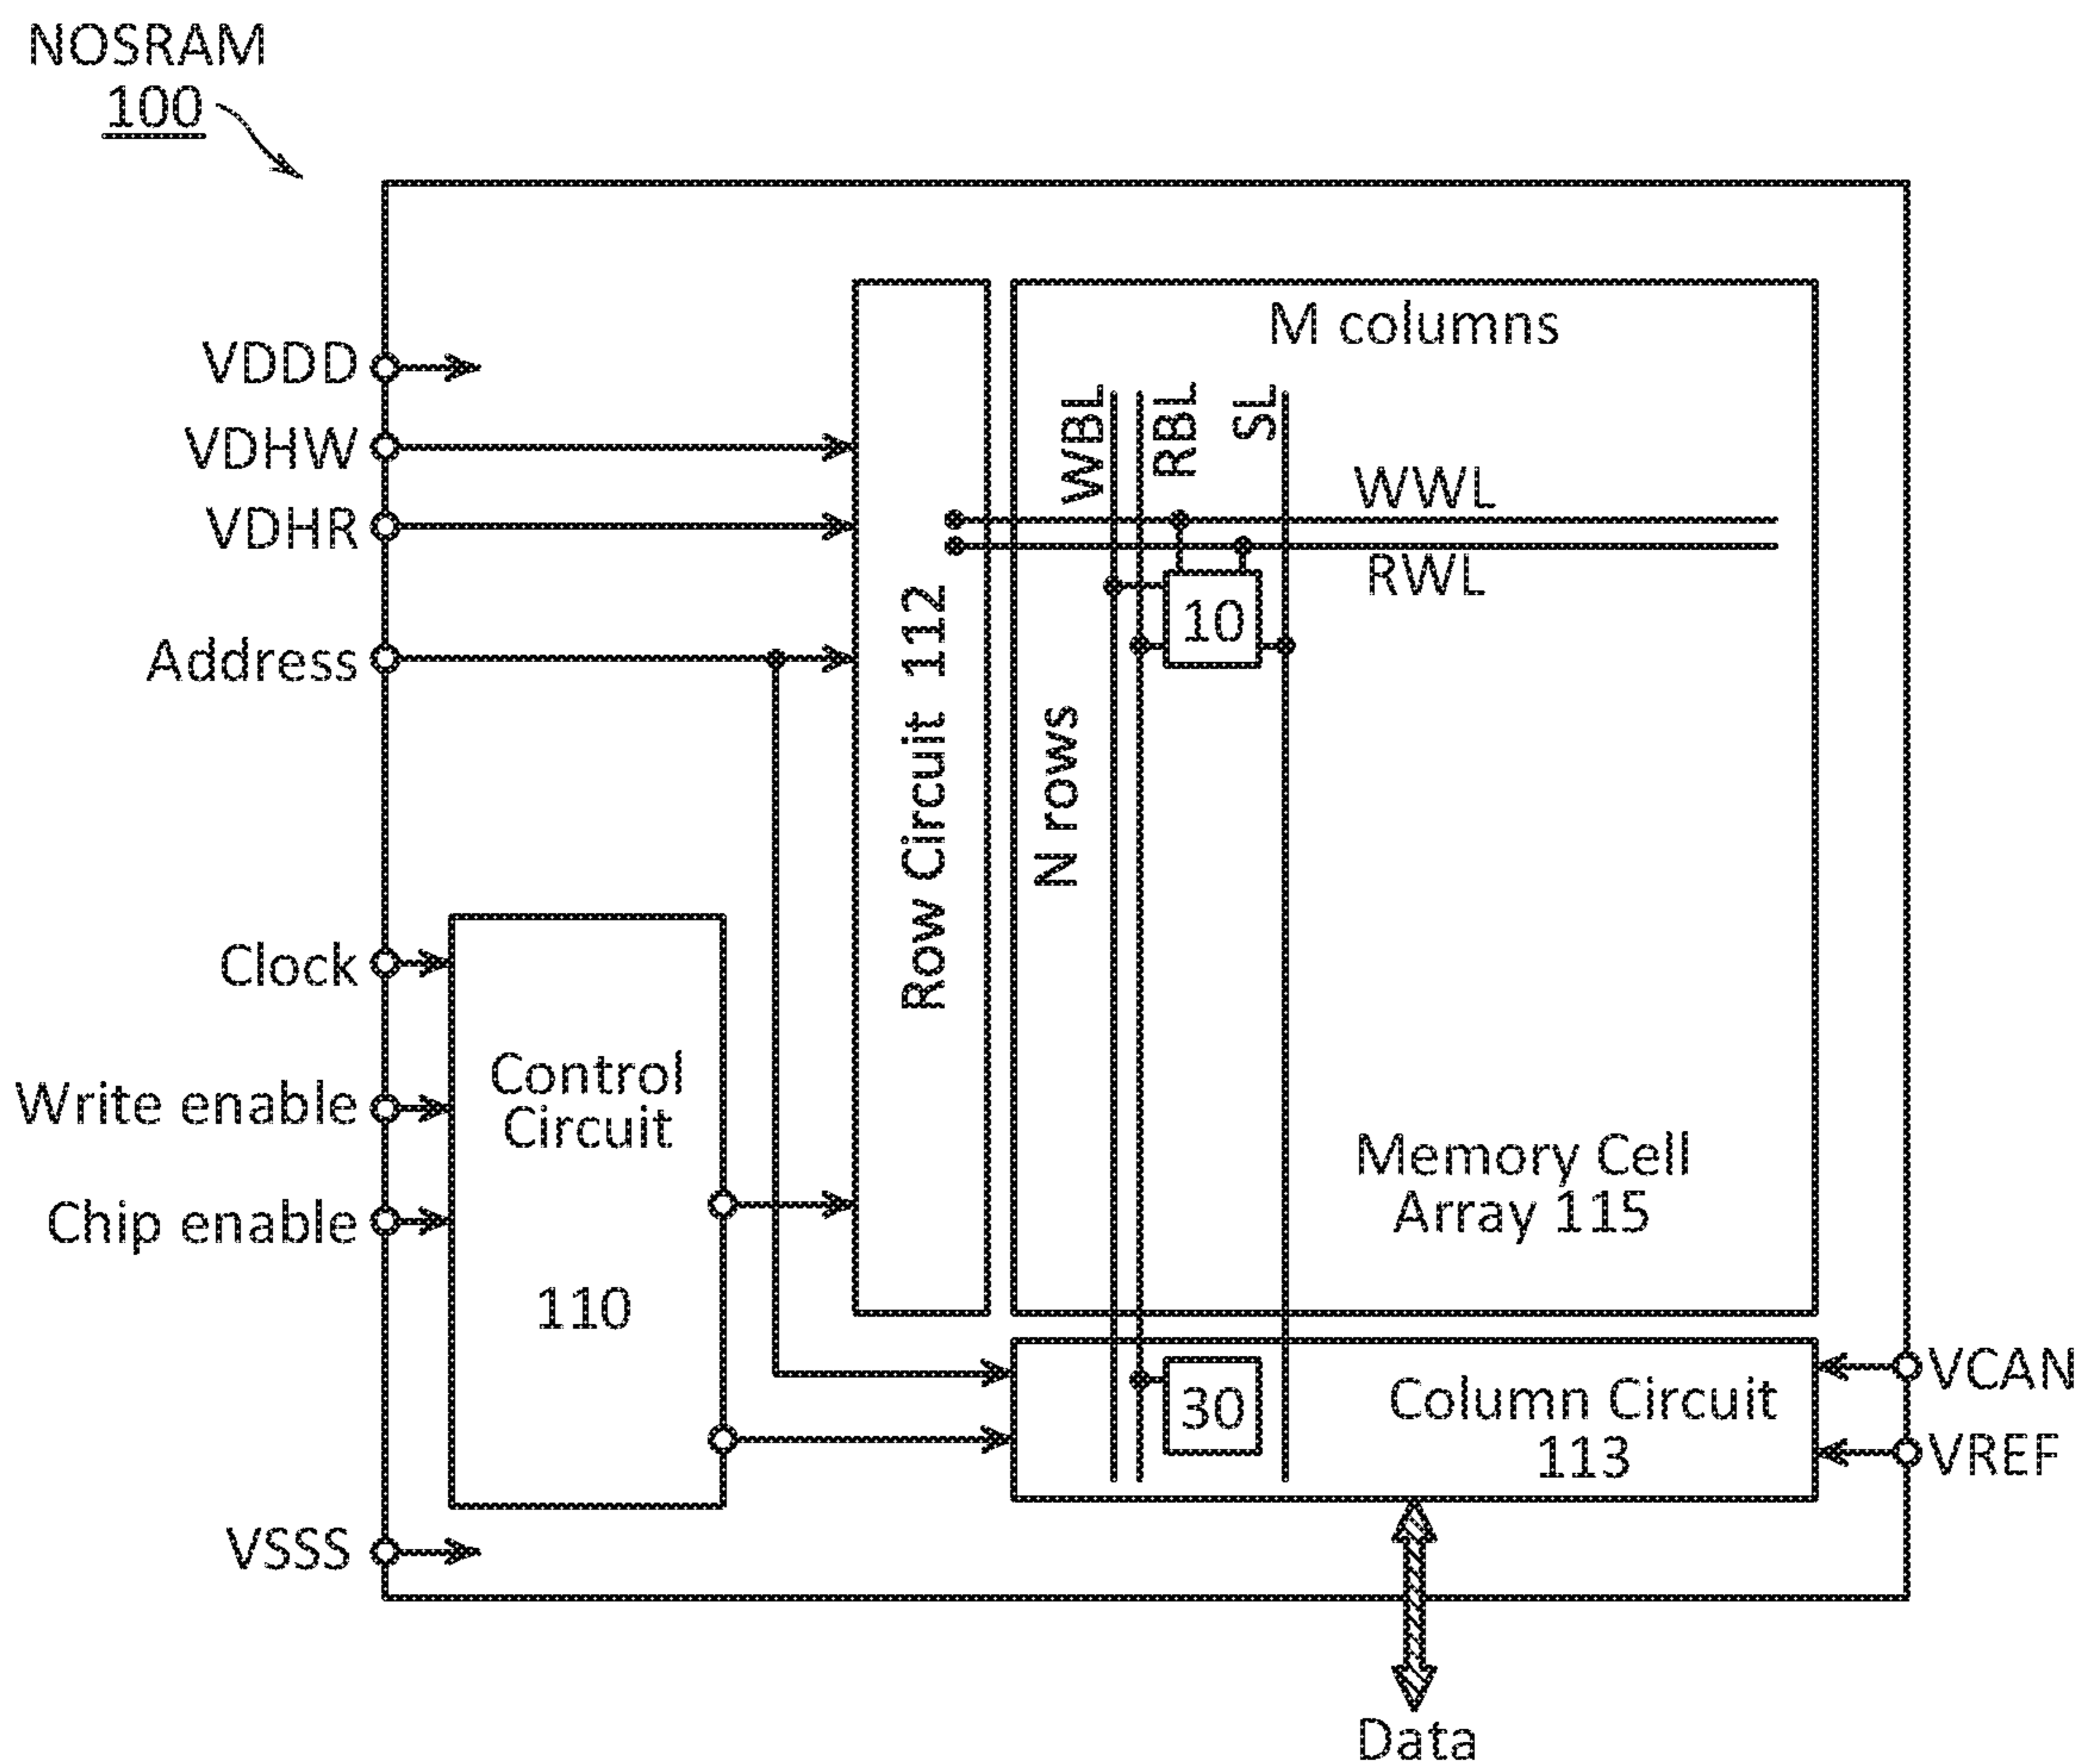 NOSRAM
100
M columns
VDDD
WBL
RBL
SL
VDHW
WWL
VDHR
RWL
10
Address
Row Circuit 112
N rows
Clock
Control
Circuit
Write enable
Memory Cell
Array 115
Chip enable
110
VCAN
30
Column Circuit
113
VREF
VSSS
Data